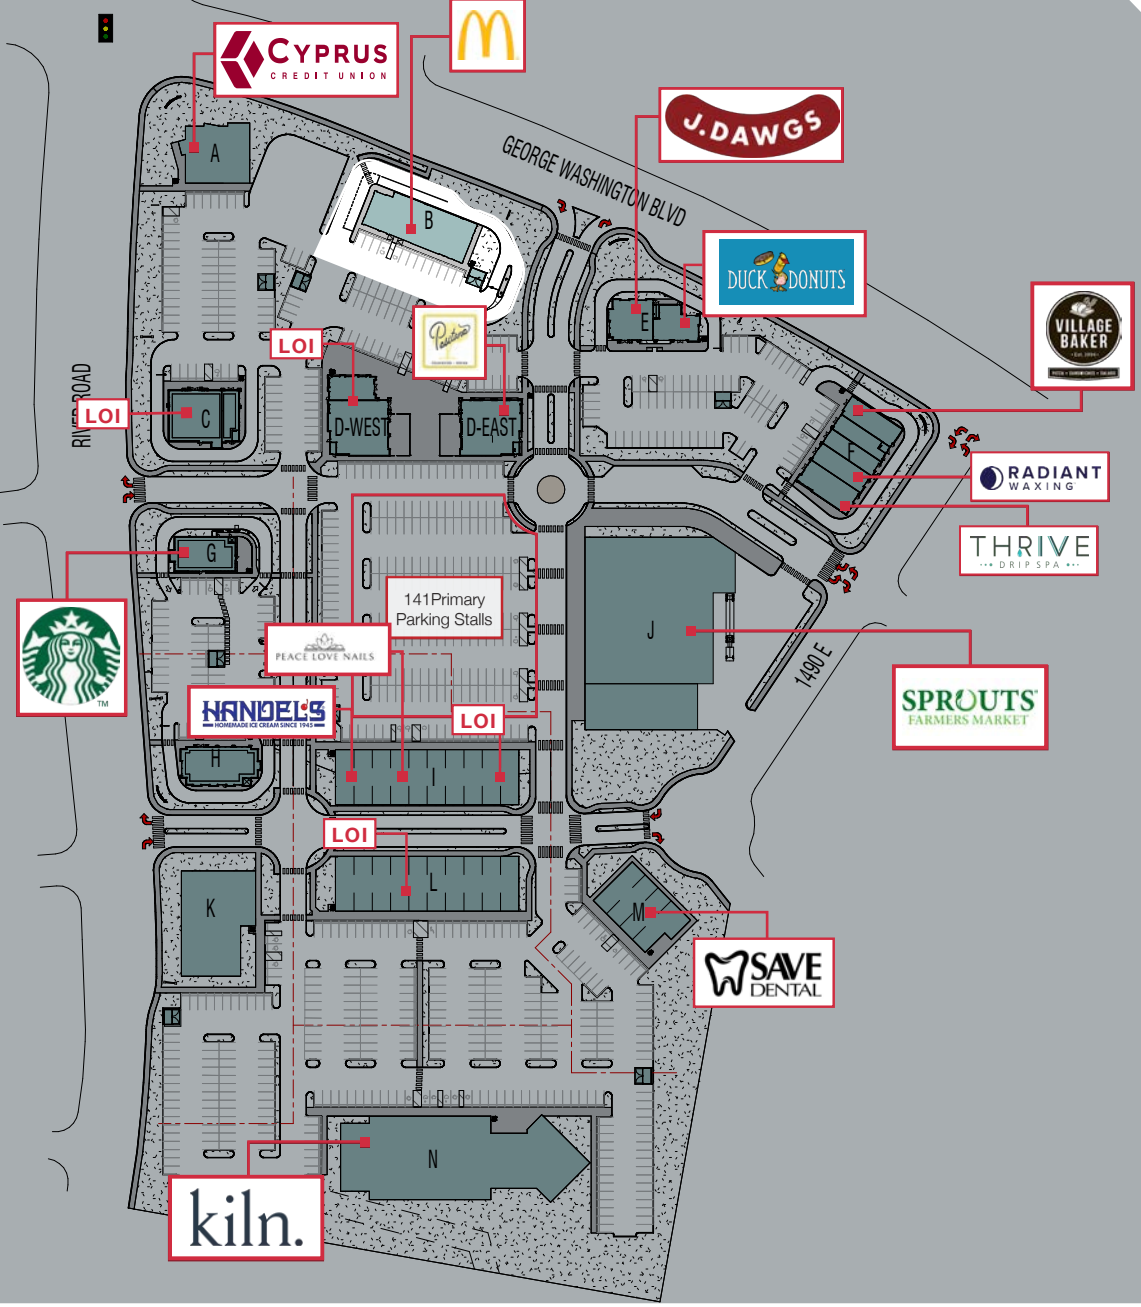 CYPRUS
CREDIT UNION
J.DAWGS
GEORGE WASHINGTON BLVD
A
B
DUCK DONUTS
E
VILLAGE
BAKER
LOI
RIVER ROAD
LOI
C
D-WEST
D-EAST
F
RADIANT
WAXING
THRIVE
DRIP SPA
G
141Primary
Parking Stalls
J
1490 E
PEACE LOVE NAILS
TM
HANDEL'S
HOMEMADE ICE CREAM SINCE 1945
LOI
SPROUTS
FARMERS MARKET
H
I
LOI
L
K
M
SAVE
DENTAL
N
kiln.